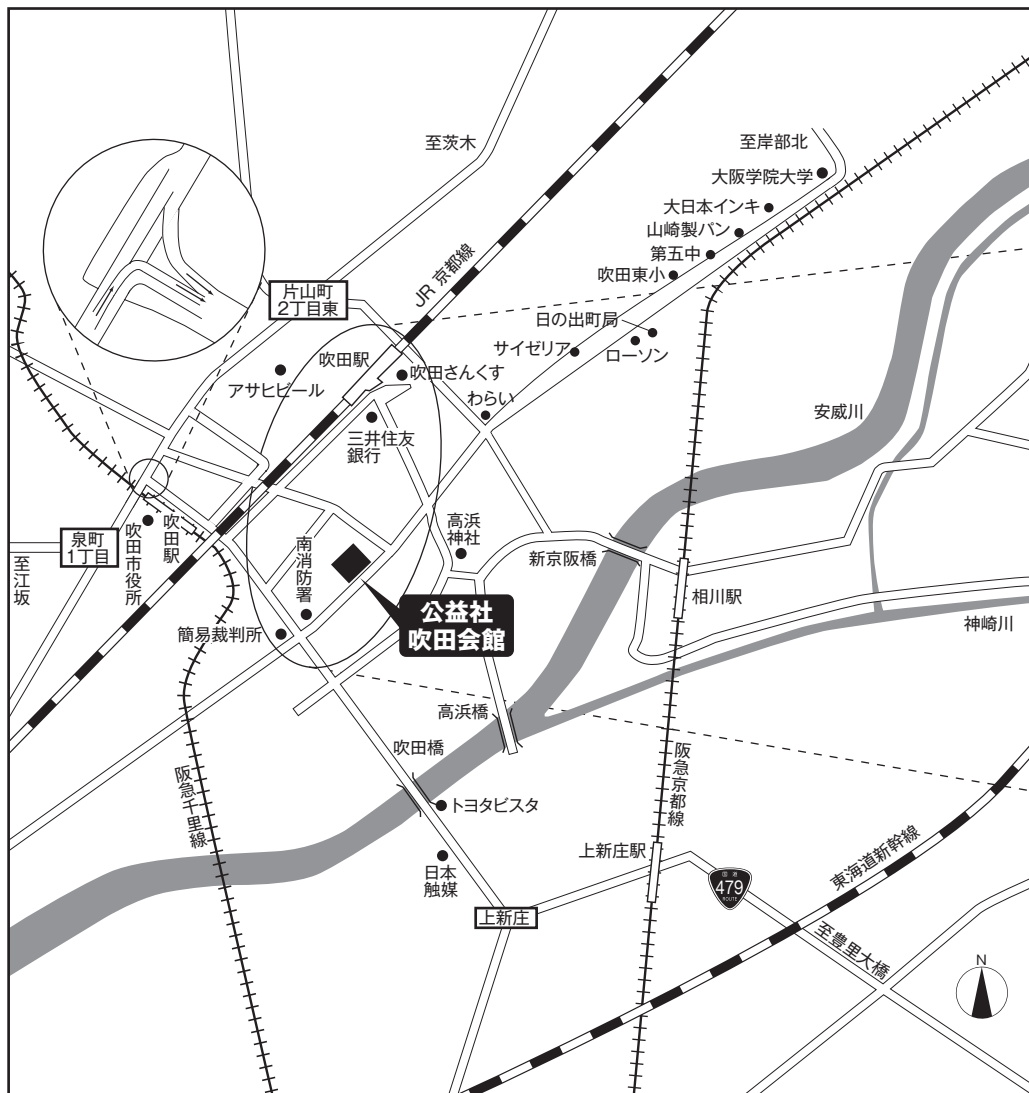 至茨木
至岸部北
大阪学院大学
大日本インキ
山崎製パン
第五中
吹田東小
JR 京都線
片山町
2丁目東
日の出町局
ローソン
サイゼリア
吹田駅
吹田さんくす
アサヒビール
わらい
三井住友
銀行
安威川
高浜
神社
泉町
1丁目
至江坂
吹田市役所
吹田駅
南消防署
新京阪橋
相川駅
神崎川
簡易裁判所
公益社
吹田会館
高浜橋
吹田橋
トヨタビスタ
阪急千里線
阪急京都線
日本
触媒
上新庄駅
上新庄
国道
479
ROUTE
東海道新幹線
至豊里大橋
N